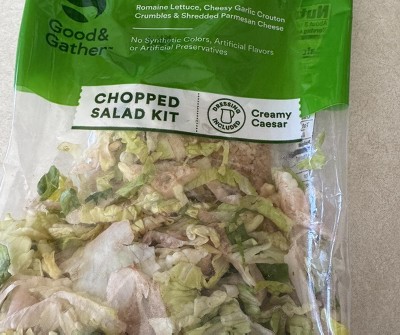 Romaine Lettuce, Cheesy Garlic Crouton
Crumbles & Shredded Parmesan Cheese
Good&
Gather™
No Synthetic Colors, Artificial Flavors
or Artificial Preservatives
CHOPPED
SALAD KIT
DRESSING
INCLUDED
Creamy
Caesar